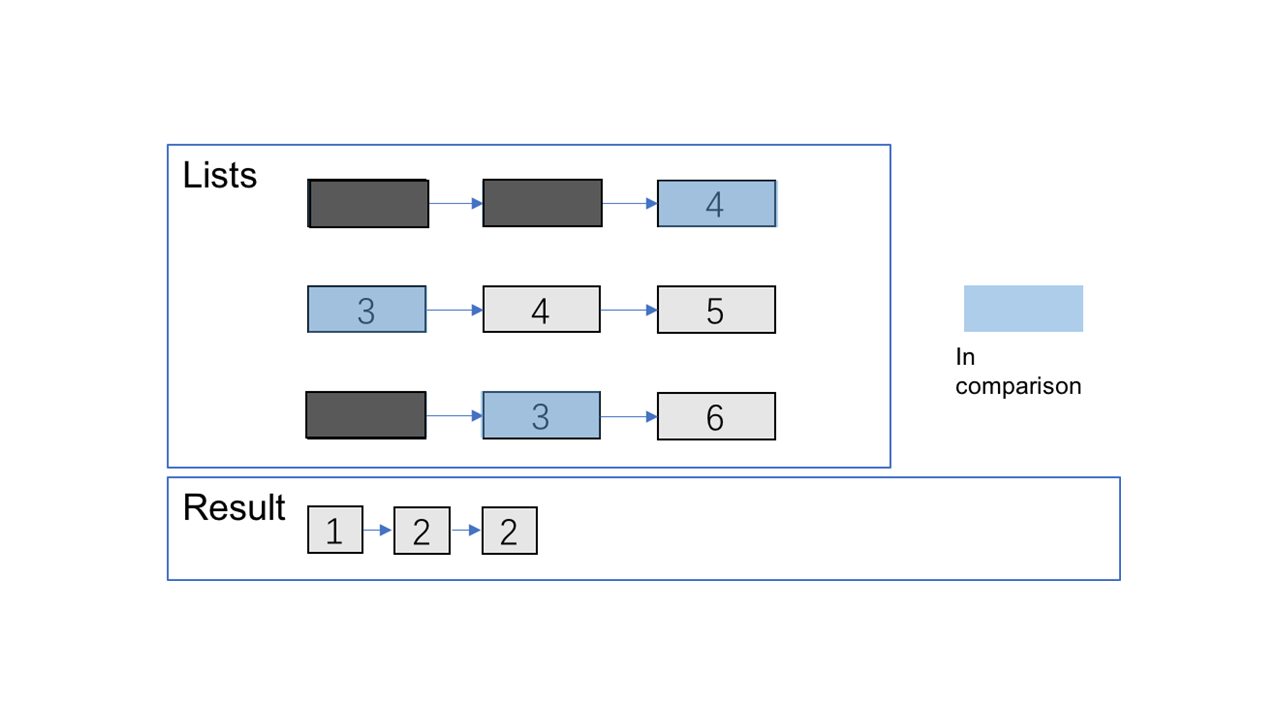 Lists
4
3 4 5
In
comparison
3 6
Result
1 2 2